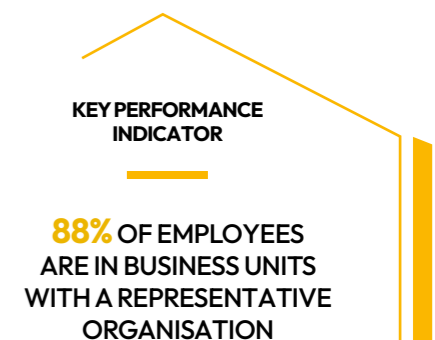 KEY PERFORMANCE
INDICATOR
88% OF EMPLOYEES
ARE IN BUSINESS UNITS
WITH A REPRESENTATIVE
ORGANISATION